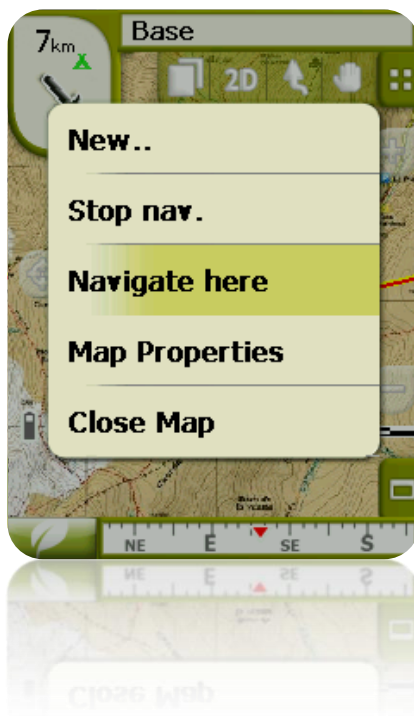 Base
7km
2D
New..
Stop nav.
Navigate here
Map Properties
Close Map
NE E SE S